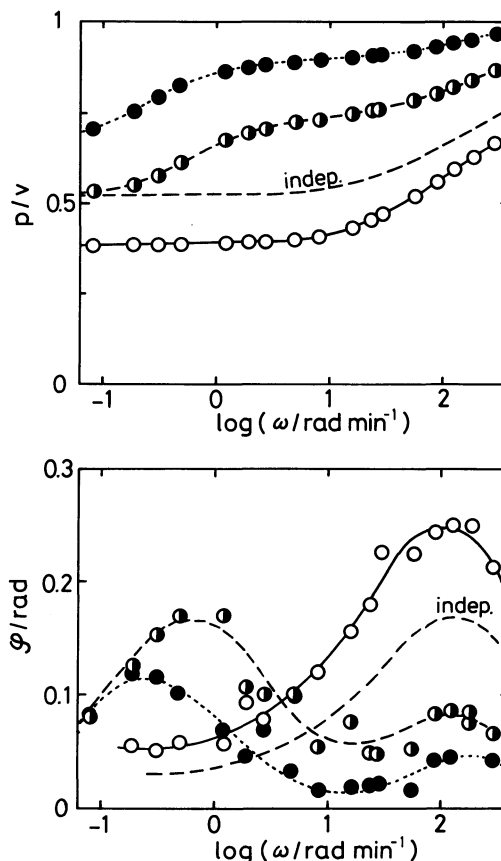 1
p/v
0.5
0
indep.
-1
0
1
2
log(ω/rad min⁻¹)
0.3
φ/rad
0.2
0.1
0
indep.
-1
0
1
2
log(ω/rad min⁻¹)